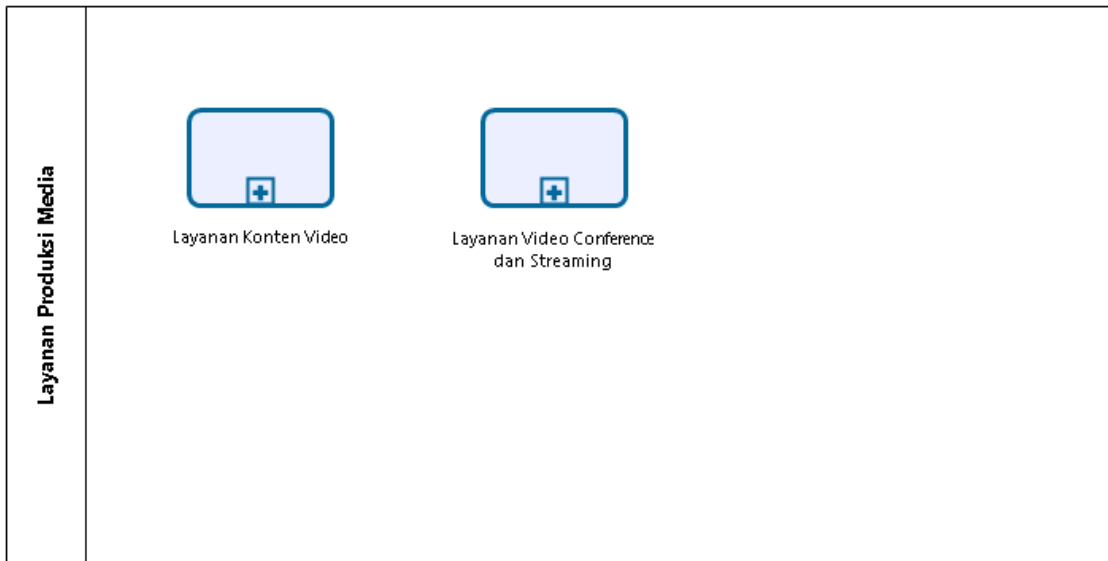 Layanan Produksi Media
Layanan Konten Video
Layanan Video Conference
dan Streaming